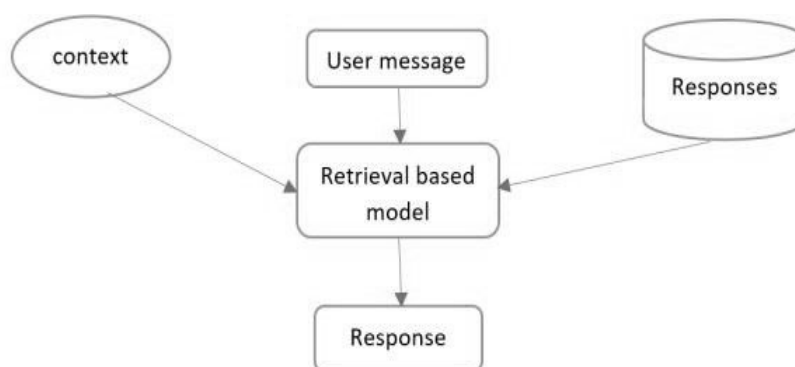 context
User message
Responses
Retrieval based
model
Response